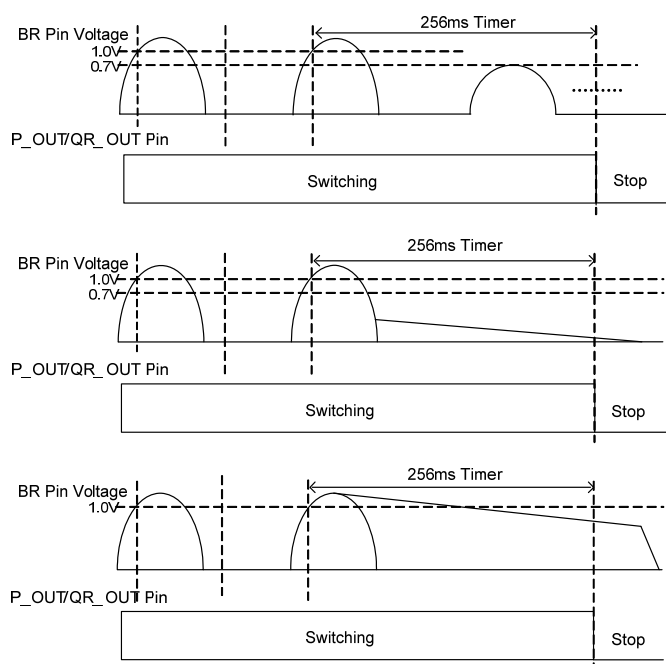 256ms Timer
BR Pin Voltage
1.0V
0.7V
P_OUT/QR_OUT Pin
Switching
Stop
256ms Timer
BR Pin Voltage
1.0V
0.7V
P_OUT/QR_OUT Pin
Switching
Stop
256ms Timer
BR Pin Voltage
1.0V
P_OUT/QR_OUT Pin
Switching
Stop